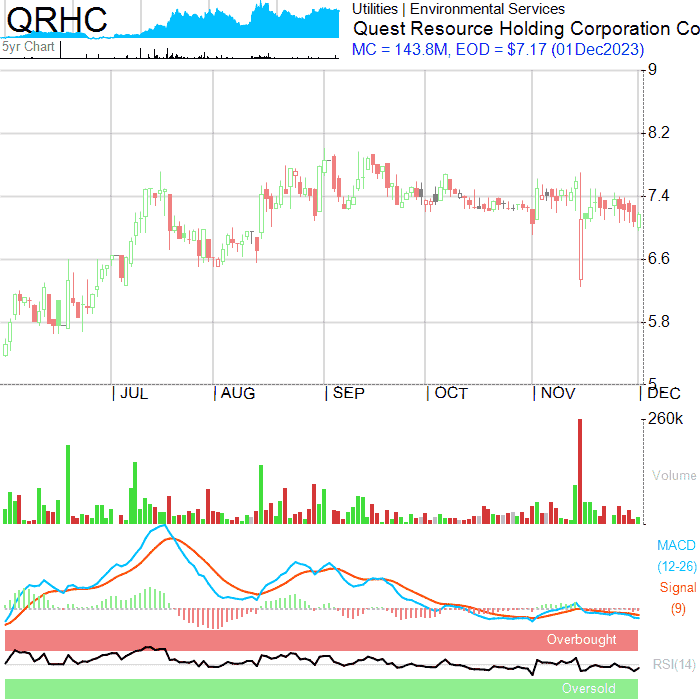 QRHC
5yr Chart
Utilities | Environmental Services
Quest Resource Holding Corporation Co
MC = 143.8M, EOD = $7.17 (01Dec2023)
9
8.2
7.4
6.6
5.8
5
JUL AUG SEP OCT NOV DEC
260k
Volume
MACD
(12-26)
Signal
(9)
Overbought
RSI(14)
Oversold